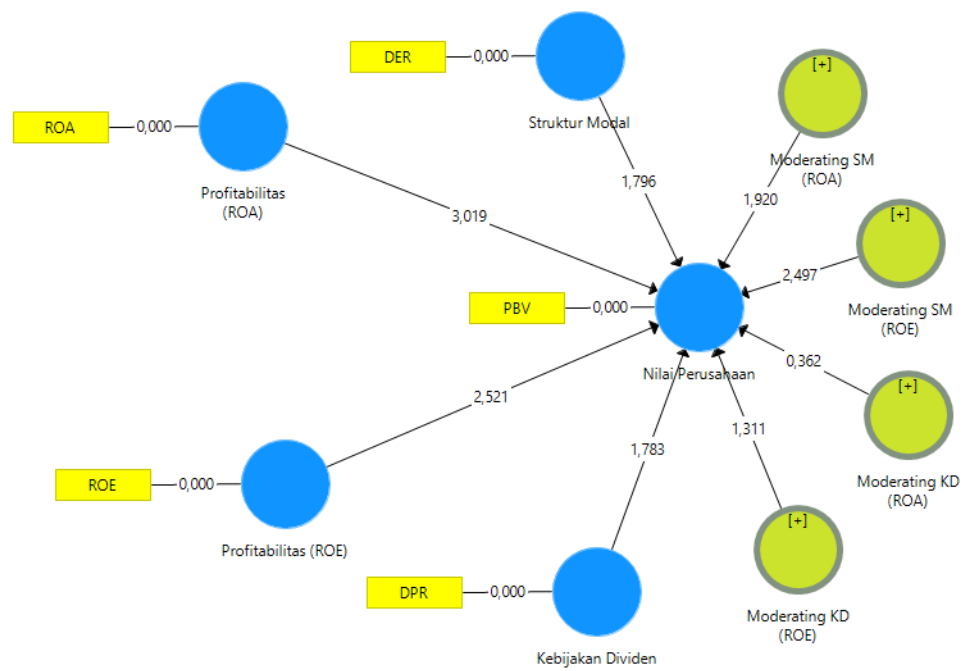 DER
0,000
Struktur Modal
[+]
Moderating SM
(ROA)
ROA
0,000
Profitabilitas
(ROA)
1,796
1,920
3,019
[+]
2,497
Moderating SM
(ROE)
PBV
0,000
Nilai Perusahaan
0,362
[+]
Moderating KD
(ROA)
2,521
1,783
1,311
ROE
0,000
Profitabilitas (ROE)
[+]
Moderating KD
(ROE)
DPR
0,000
Kebijakan Dividen